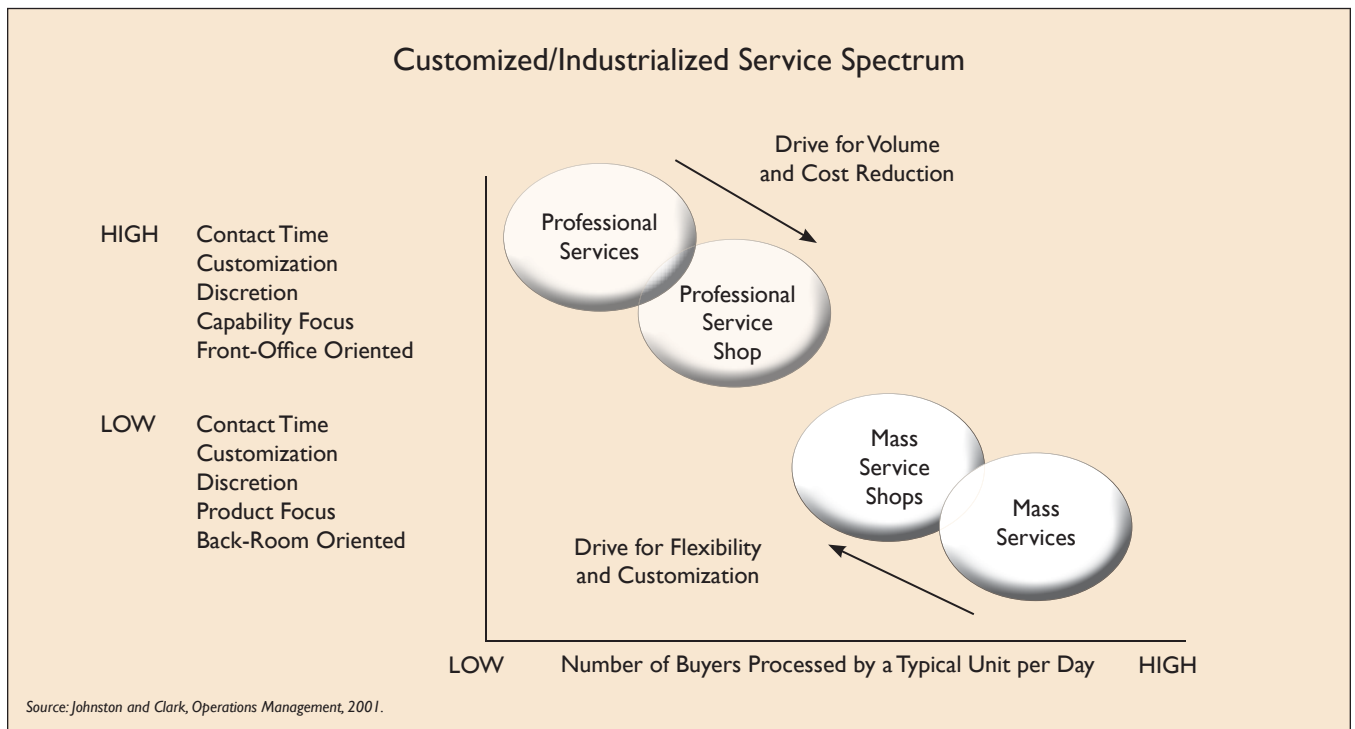 Customized/Industrialized Service Spectrum
Drive for Volume
and Cost Reduction
Professional
Services
Professional
Service
Shop
HIGH
Contact Time
Customization
Discretion
Capability Focus
Front-Office Oriented
LOW
Contact Time
Customization
Discretion
Product Focus
Back-Room Oriented
Mass
Service
Shops
Mass
Services
Drive for Flexibility
and Customization
LOW
Number of Buyers Processed by a Typical Unit per Day
HIGH
Source: Johnston and Clark, Operations Management, 2001.